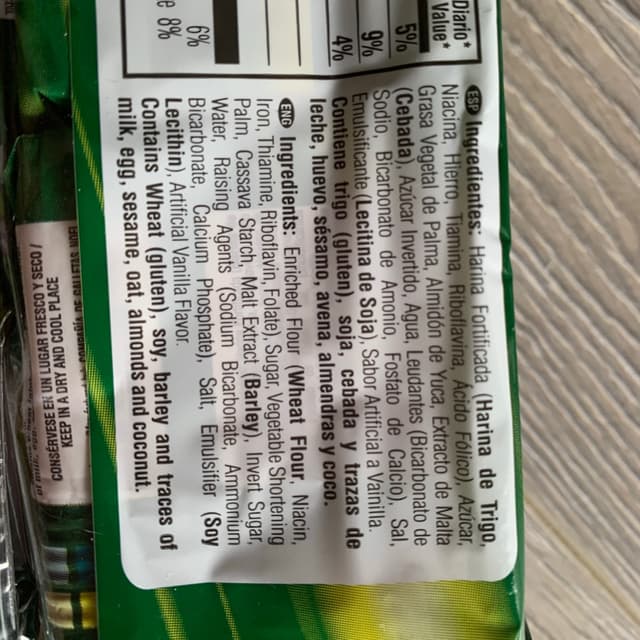 Diario*
Value*
5%
9%
4%
6%
8%
ESP Ingredientes: Harina Fortificada (Harina de Trigo,
Niacina, Hierro, Tiamina, Riboflavina, Ácido Fólico), Azúcar,
Grasa Vegetal de Palma, Almidón de Yuca, Extracto de Malta
(Cebada), Azúcar Invertido, Agua, Leudantes (Bicarbonato de
Sodio, Bicarbonato de Amonio, Fosfato de Calcio), Sal,
Emulsificante (Lecitina de Soja), Sabor Artificial a Vainilla.
Contiene trigo (gluten), soja, cebada y trazas de
leche, huevo, sésano, avena, almendras y coco.
ENG Ingredients: Enriched Flour (Wheat Flour, Niacin,
Iron, Thiamine, Riboflavin, Folate), Sugar, Vegetable Shortening
Palm, Cassava Starch, Malt Extract (Barley), Invert Sugar,
Water, Raising Agents (Sodium Bicarbonate, Ammonium
Bicarbonate, Calcium Phosphate), Salt, Emulsifier (Soy
Lecithin), Artificial Vanilla Flavor.
Contains Wheat (gluten), soy, barley and traces of
milk, egg, sesame, oat, almonds and coconut.
CONSÉRVESE EN UN LUGAR FRESCO Y SECO /
KEEP IN A DRY AND COOL PLACE